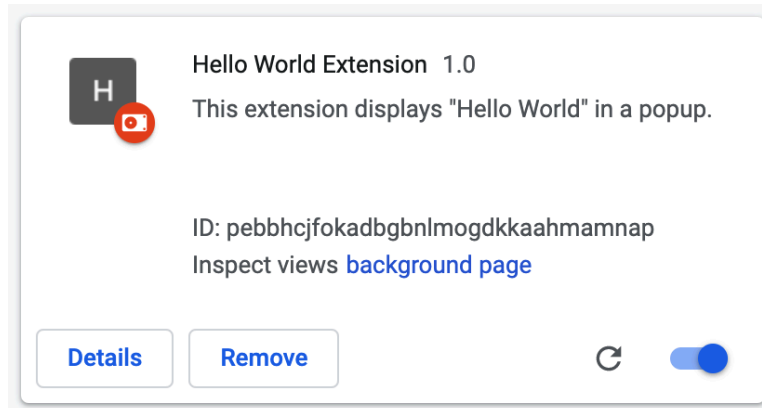 H
Hello World Extension 1.0
This extension displays "Hello World" in a popup.
ID: pebbhcjfokadbgbnlmogdkkaahmamnap
Inspect views background page
Details Remove